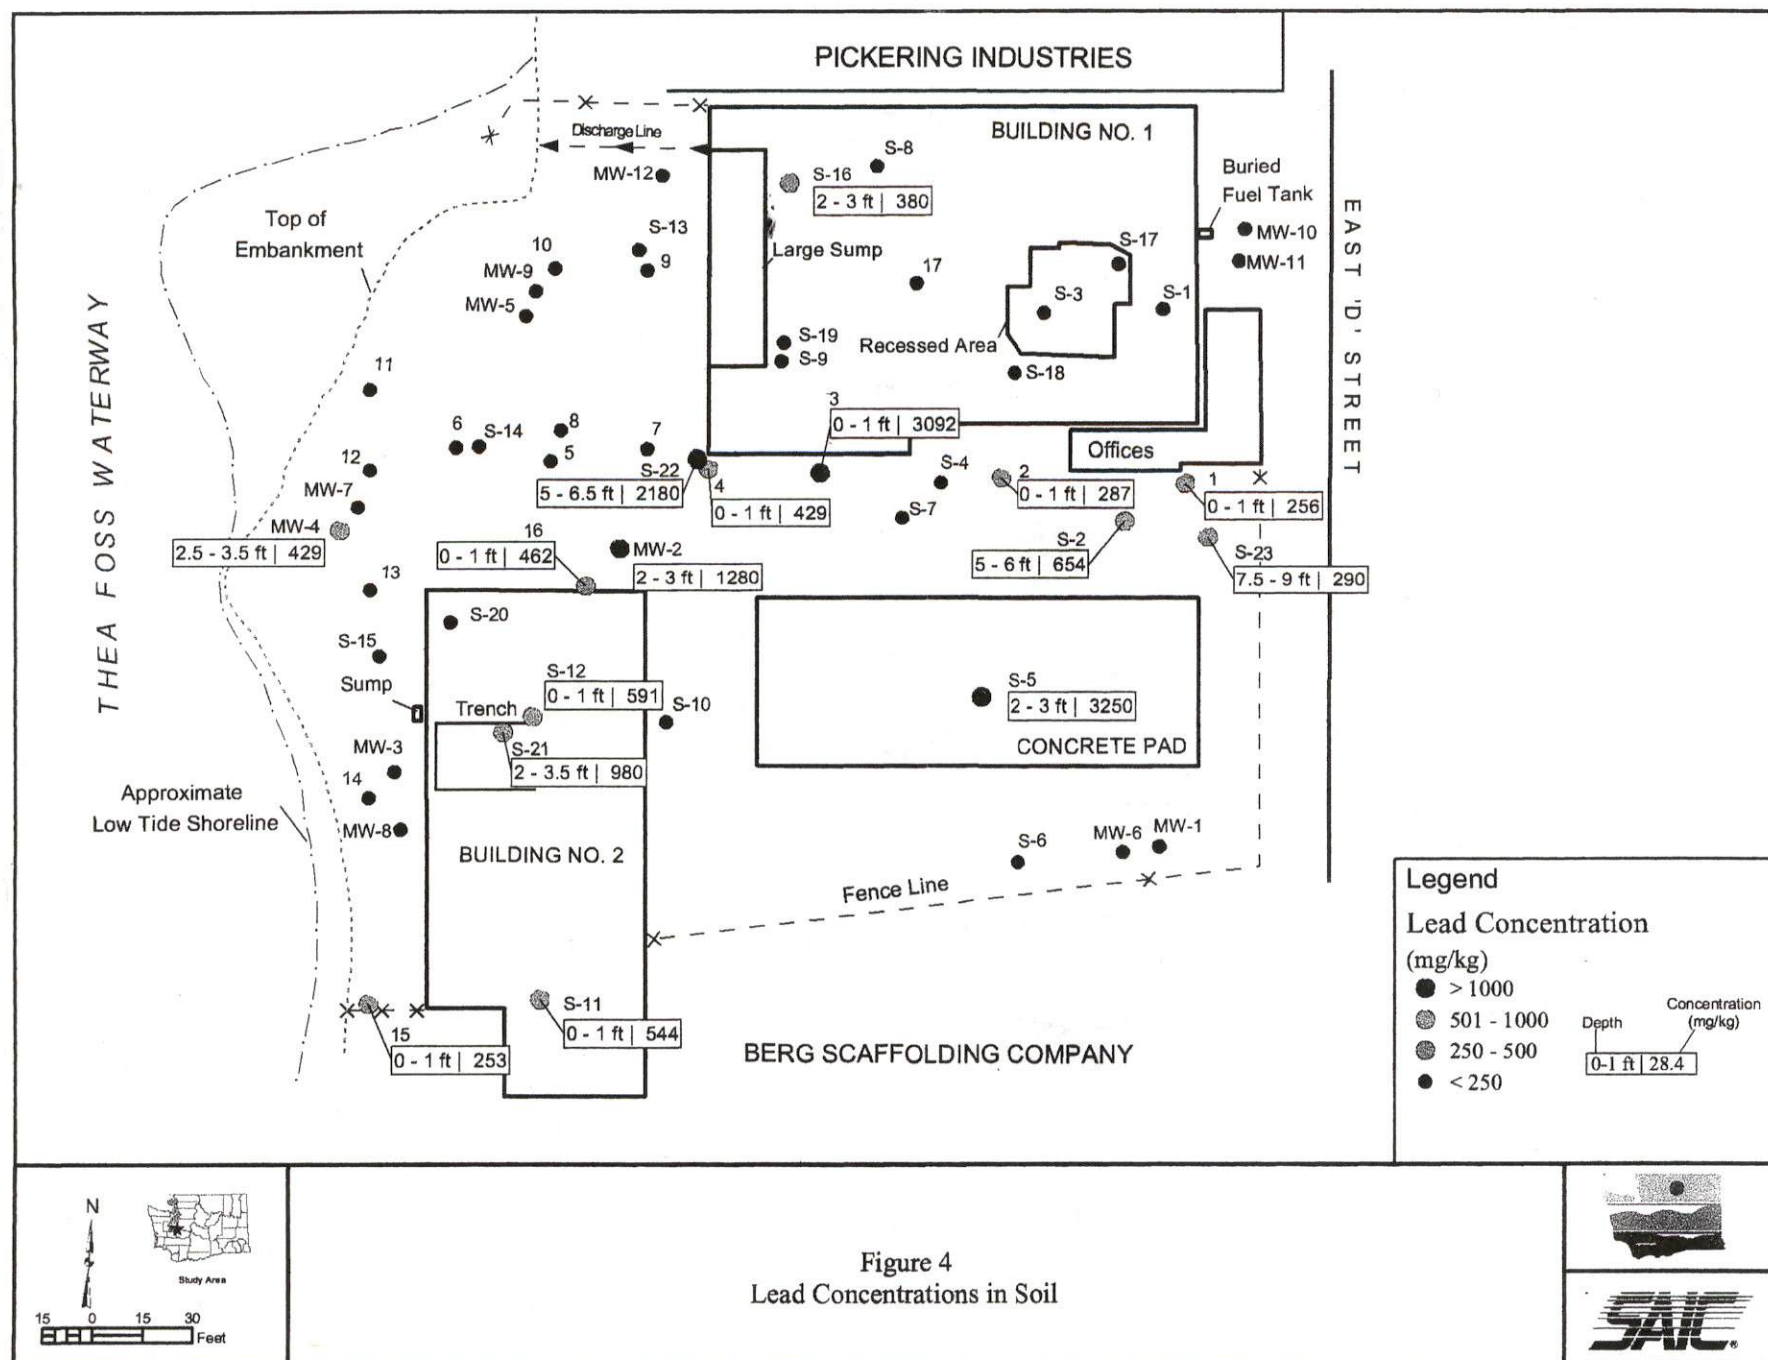 PICKERING INDUSTRIES
BUILDING NO. 1
Discharge Line
MW-12
S-8
S-16
2 - 3 ft | 380
Buried
Fuel Tank
MW-10
MW-11
EAST 'D' STREET
Top of
Embankment
S-13
10
9
MW-9
MW-5
Large Sump
17
S-17
S-3
S-1
S-19
S-9
Recessed Area
S-18
THEA FOSS WATERWAY
11
3
0 - 1 ft | 3092
6
S-14
8
5
7
Offices
S-22
5 - 6.5 ft | 2180
4
0 - 1 ft | 429
S-4
S-7
2
0 - 1 ft | 287
1
0 - 1 ft | 256
12
MW-7
MW-4
2.5 - 3.5 ft | 429
16
0 - 1 ft | 462
MW-2
2 - 3 ft | 1280
S-2
5 - 6 ft | 654
S-23
7.5 - 9 ft | 290
13
S-20
S-15
Sump
S-12
0 - 1 ft | 591
Trench
S-10
S-21
2 - 3.5 ft | 980
S-5
2 - 3 ft | 3250
CONCRETE PAD
MW-3
14
MW-8
Approximate
Low Tide Shoreline
BUILDING NO. 2
S-6
MW-6
MW-1
Fence Line
S-11
0 - 1 ft | 544
15
0 - 1 ft | 253
BERG SCAFFOLDING COMPANY
Legend
Lead Concentration
(mg/kg)
> 1000
501 - 1000
250 - 500
< 250
Depth
Concentration
(mg/kg)
0-1 ft | 28.4
N
Study Area
15 0 15 30
Feet
Figure 4
Lead Concentrations in Soil
SAIC